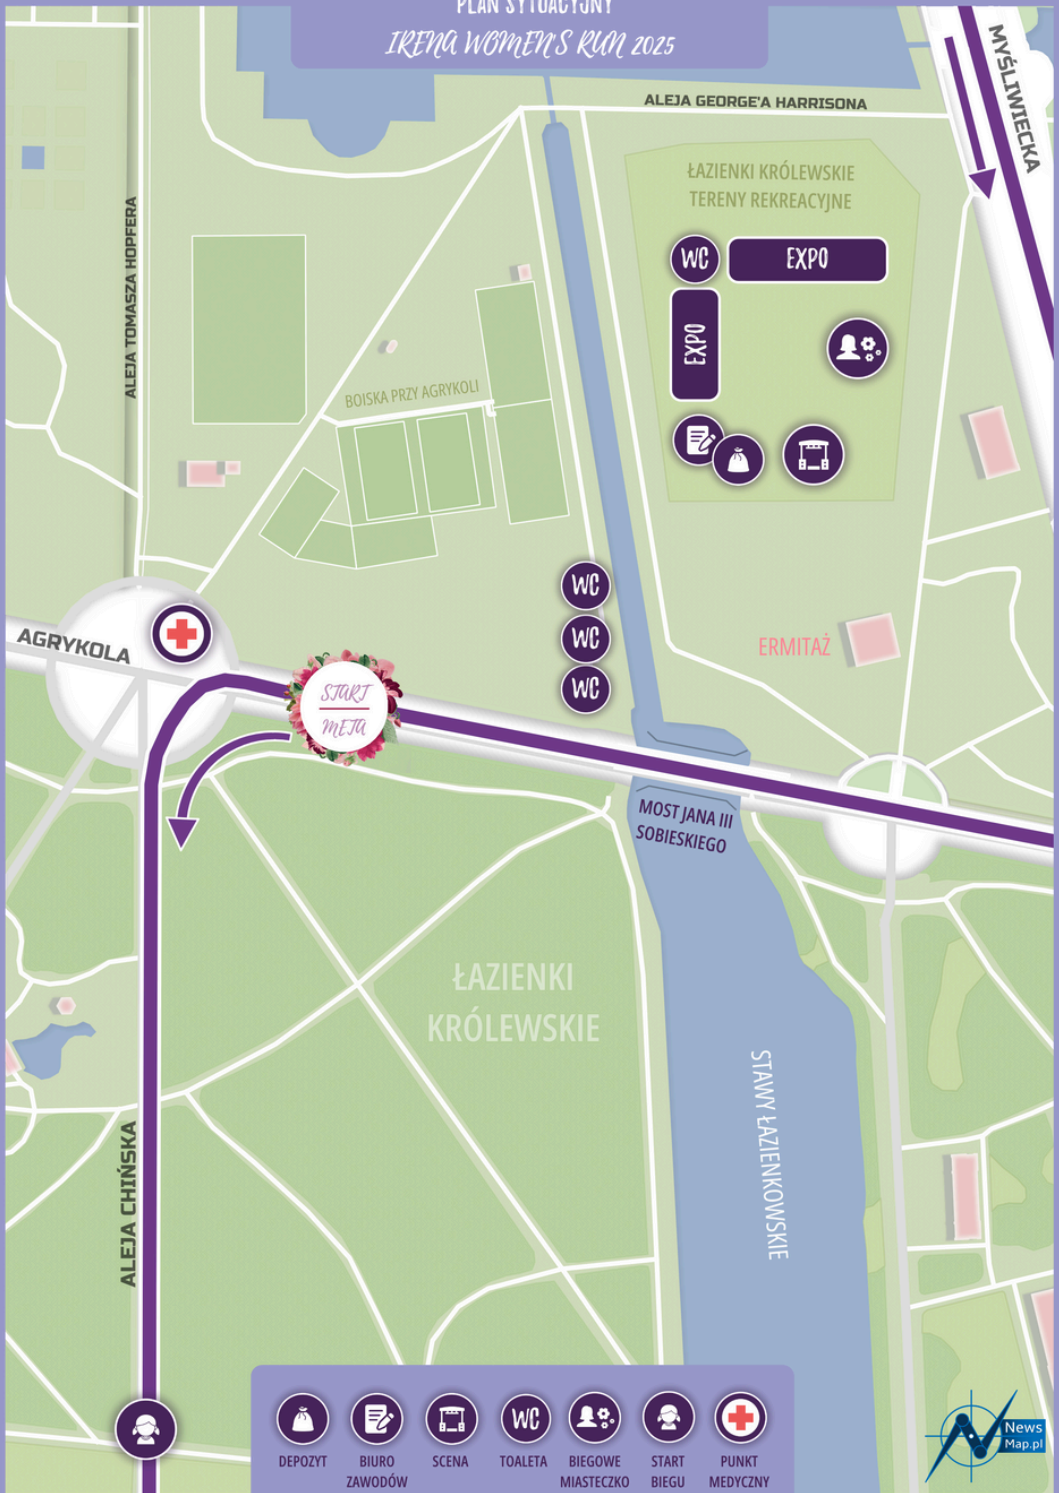 PLAN SYTUACYJNY
IRENA WOMEN'S RUN 2025
MYŚLIWIECKA
ALEJA GEORGE'A HARRISONA
ŁAZIENKI KRÓLEWSKIE
TERENY REKREACYJNE
ALEJA TOMASZA HOPFERA
WC
EXPO
EXPO
BOISKA PRZY AGRYKOLI
WC
WC
WC
AGRYKOLA
ERMITAŻ
START
META
MOST JANA III
SOBIESKIEGO
ŁAZIENKI
KRÓLEWSKIE
STAWY ŁAZIENKOWSKIE
ALEJA CHIŃSKA
WC
DEPOZYT
BIURO
ZAWODÓW
SCENA
TOALETA
BIEGOWE
MIASTECZKO
START
BIEGU
PUNKT
MEDYCZNY
News
Map.pl